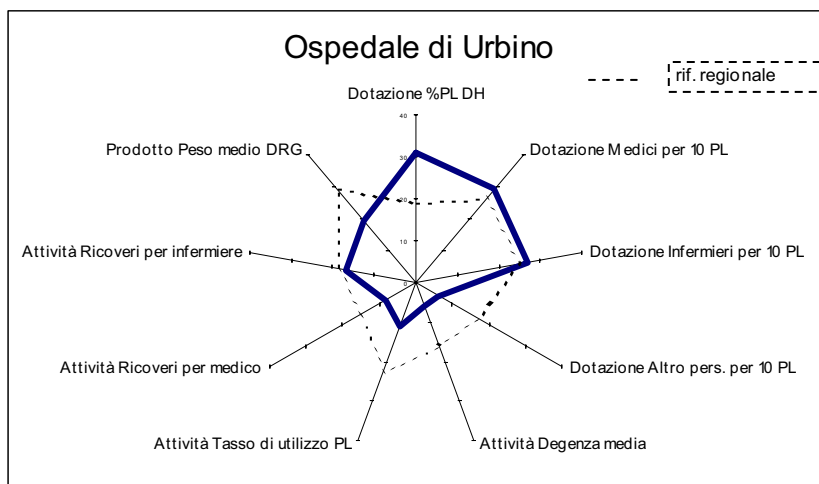 Ospedale di Urbino
rif. regionale
Dotazione %PL DH
40
Prodotto Peso medio DRG
Dotazione Medici per 10 PL
30
20
Attività Ricoveri per infermiere
Dotazione Infermieri per 10 PL
10
0
Attività Ricoveri per medico
Dotazione Altro pers. per 10 PL
Attività Tasso di utilizzo PL
Attività Degenza media